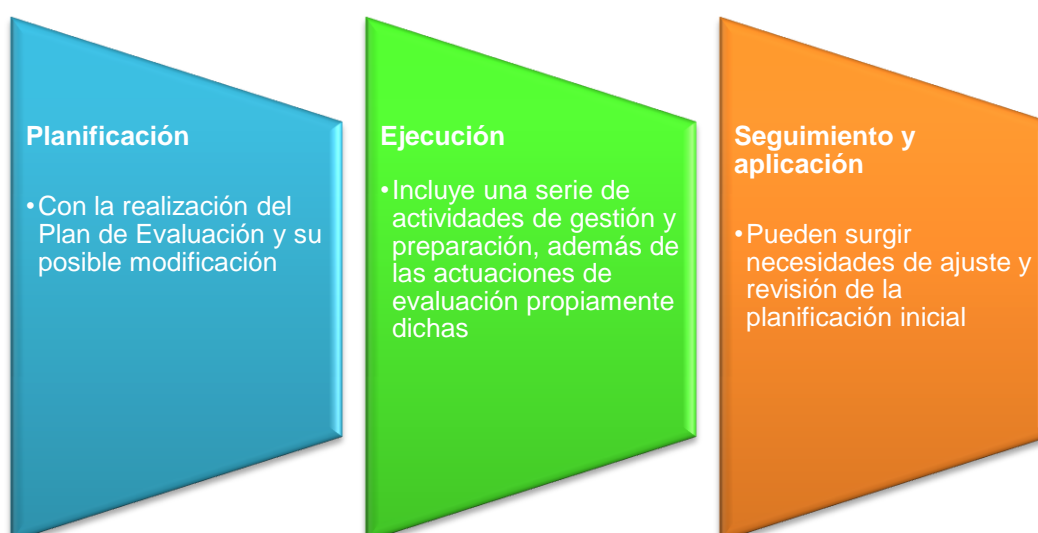 Planificación
•Con la realización del
Plan de Evaluación y su
posible modificación
Ejecución
•Incluye una serie de
actividades de gestión y
preparación, además de
las actuaciones de
evaluación propiamente
dichas
Seguimiento y
aplicación
•Pueden surgir
necesidades de ajuste y
revisión de la
planificación inicial